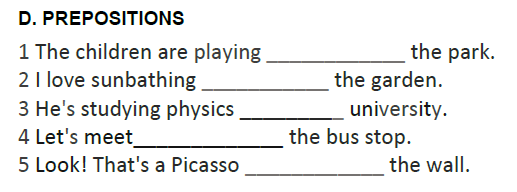 D. PREPOSITIONS
1 The children are playing ____________ the park.
2 I love sunbathing ___________ the garden.
3 He's studying physics _________ university.
4 Let's meet_____________ the bus stop.
5 Look! That's a Picasso ____________ the wall.